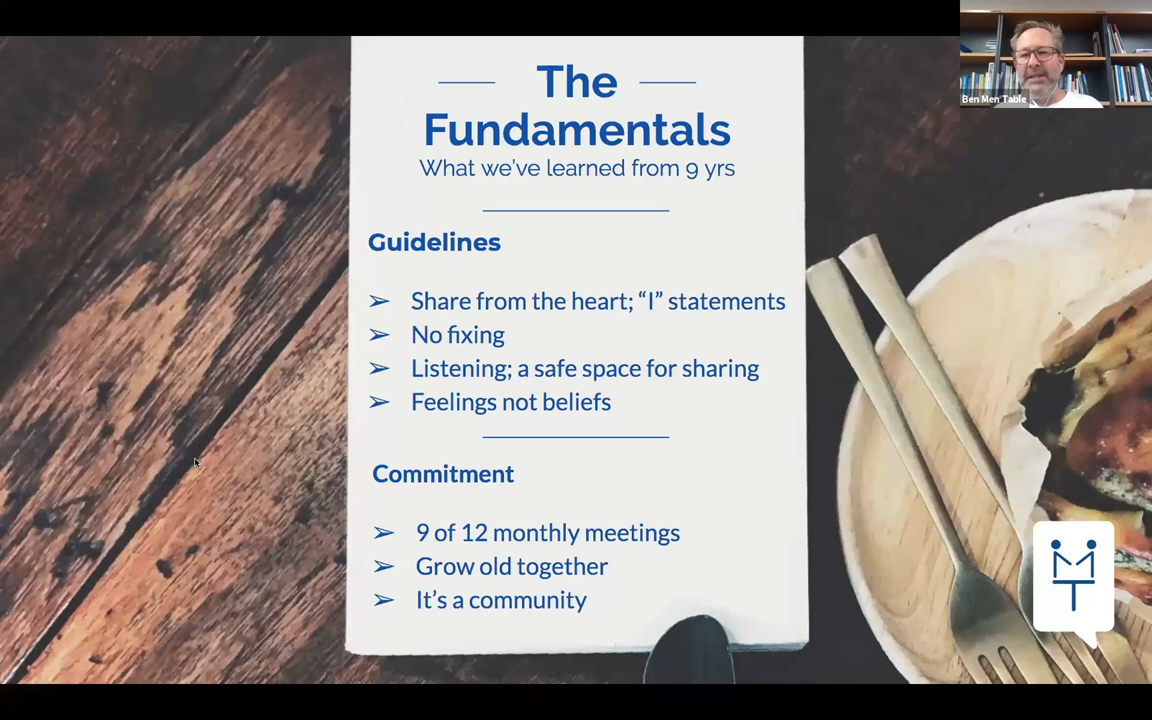 The
Fundamentals
What we've learned from 9 yrs
Guidelines
➢ Share from the heart; “I” statements
➢ No fixing
➢ Listening; a safe space for sharing
➢ Feelings not beliefs
Commitment
➢ 9 of 12 monthly meetings
➢ Grow old together
➢ It’s a community
Ben Men Table
MT